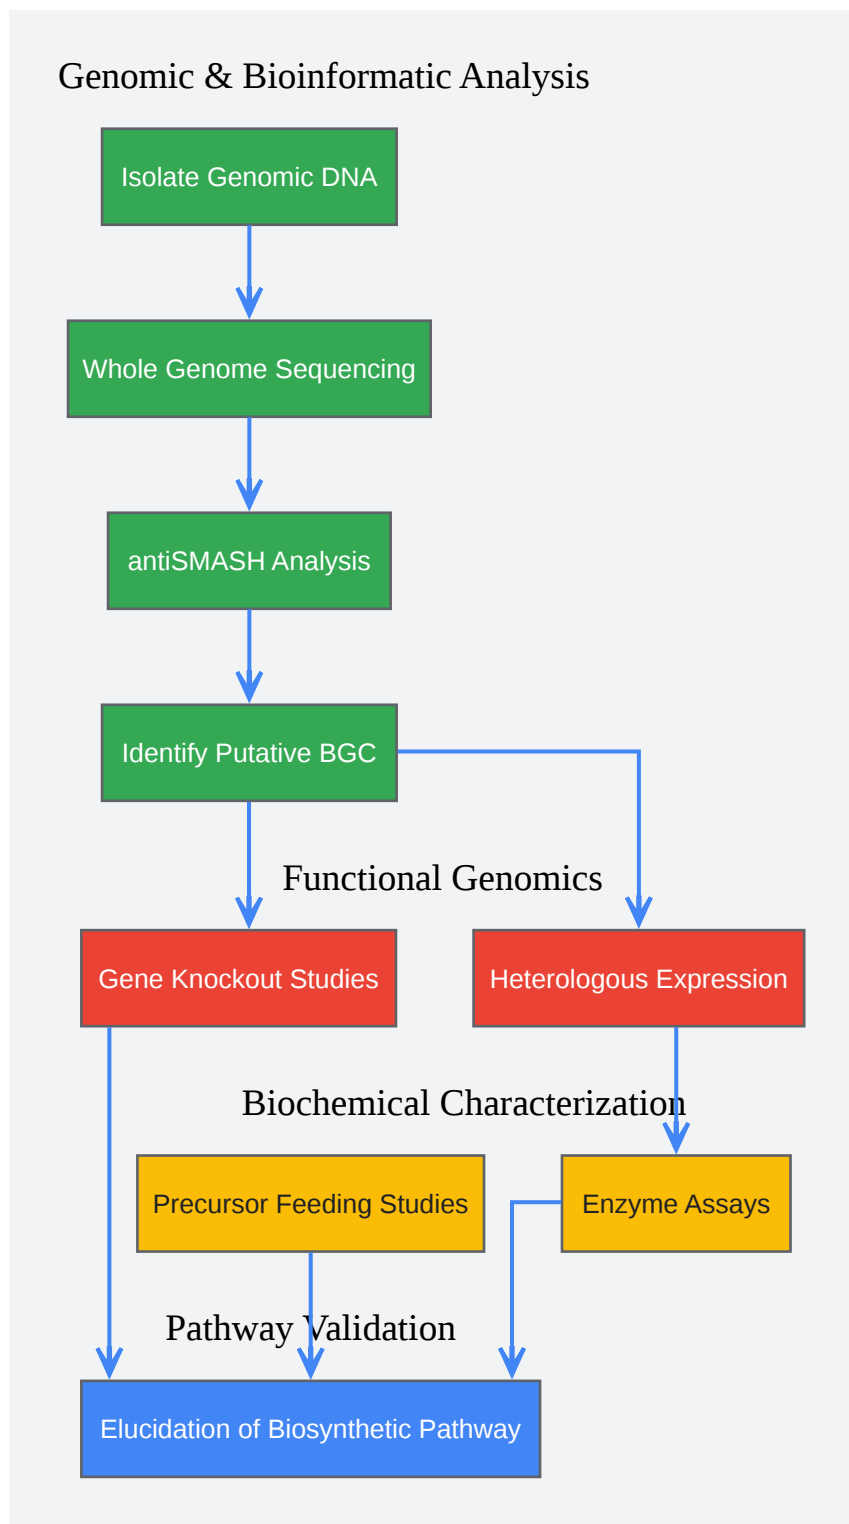 Genomic & Bioinformatic Analysis
Isolate Genomic DNA
Whole Genome Sequencing
antiSMASH Analysis
Identify Putative BGC
Functional Genomics
Gene Knockout Studies
Heterologous Expression
Biochemical Characterization
Precursor Feeding Studies
Enzyme Assays
Pathway Validation
Elucidation of Biosynthetic Pathway